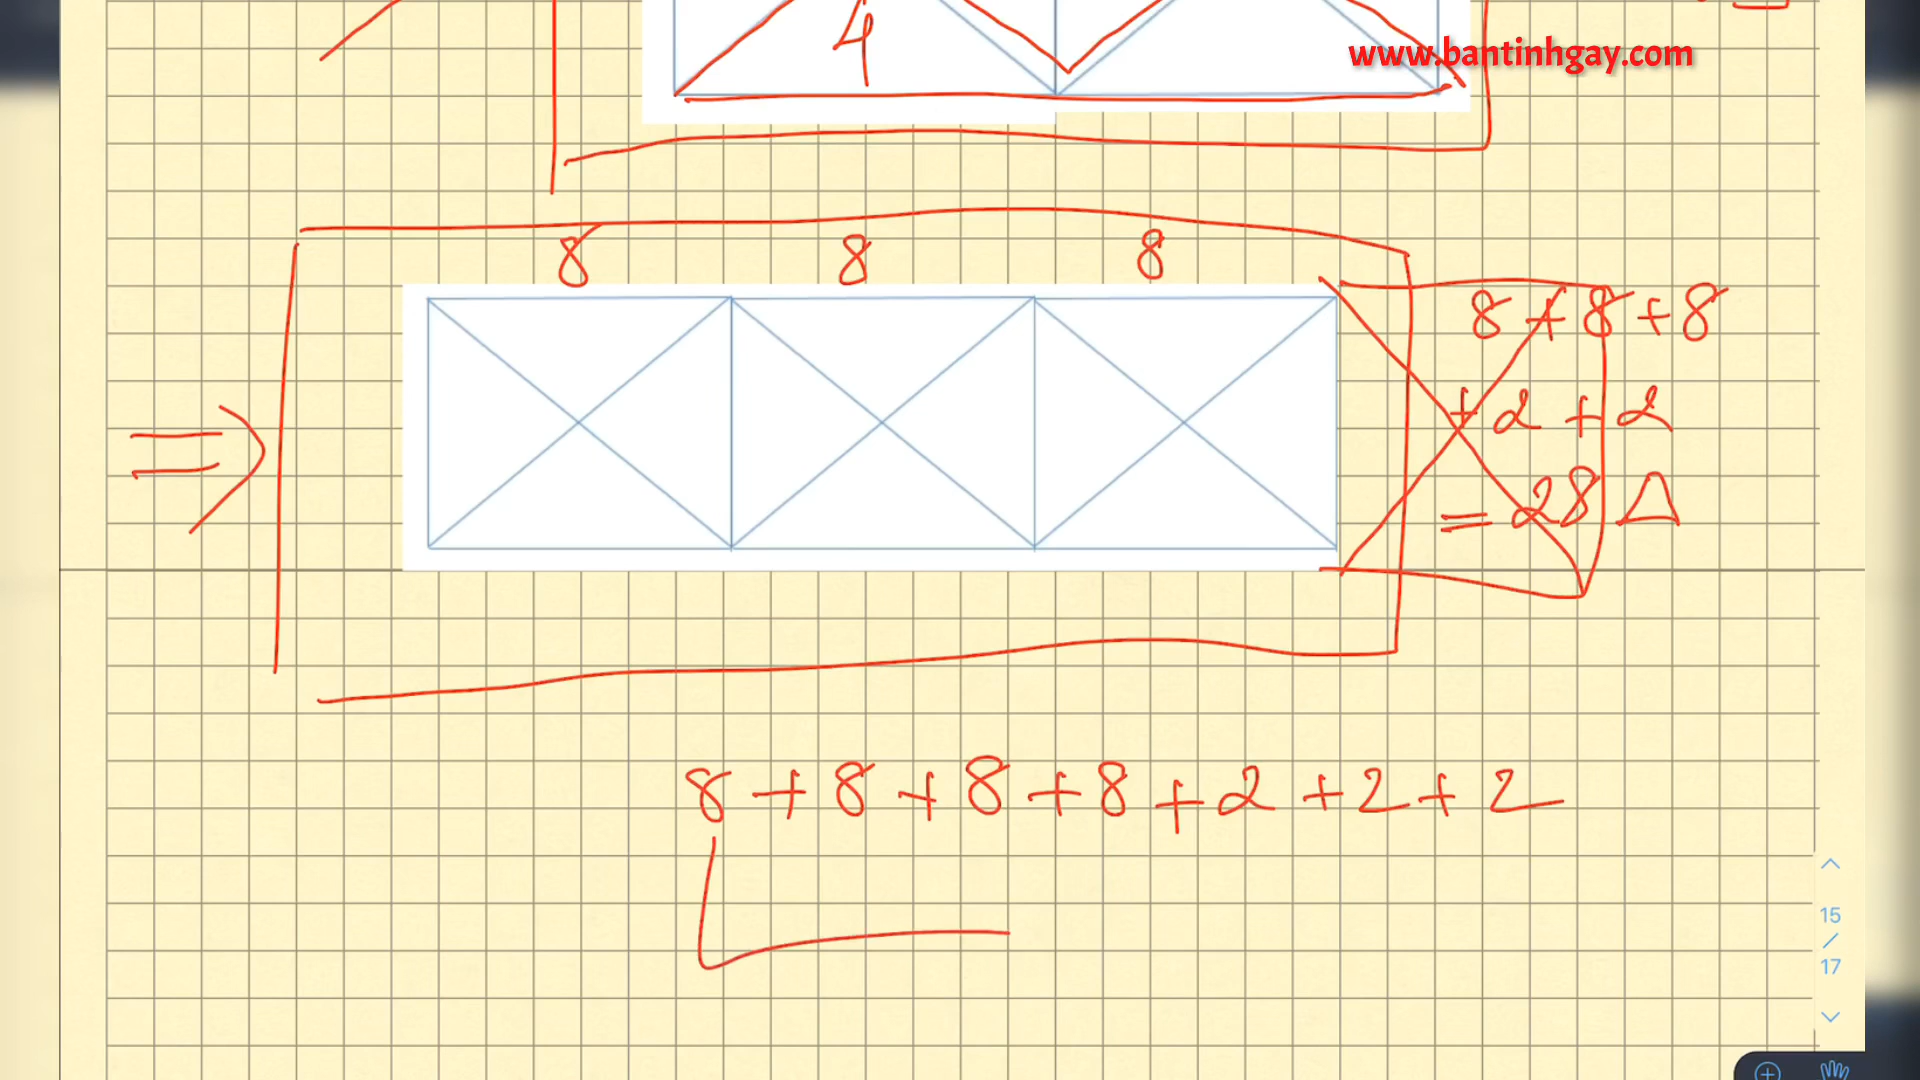 4
www.bantinhgay.com
8 8 8
8 + 8 + 8
+ 2 + 2
= 28 Δ
8 + 8 + 8 + 8 + 2 + 2 + 2
15
/
17